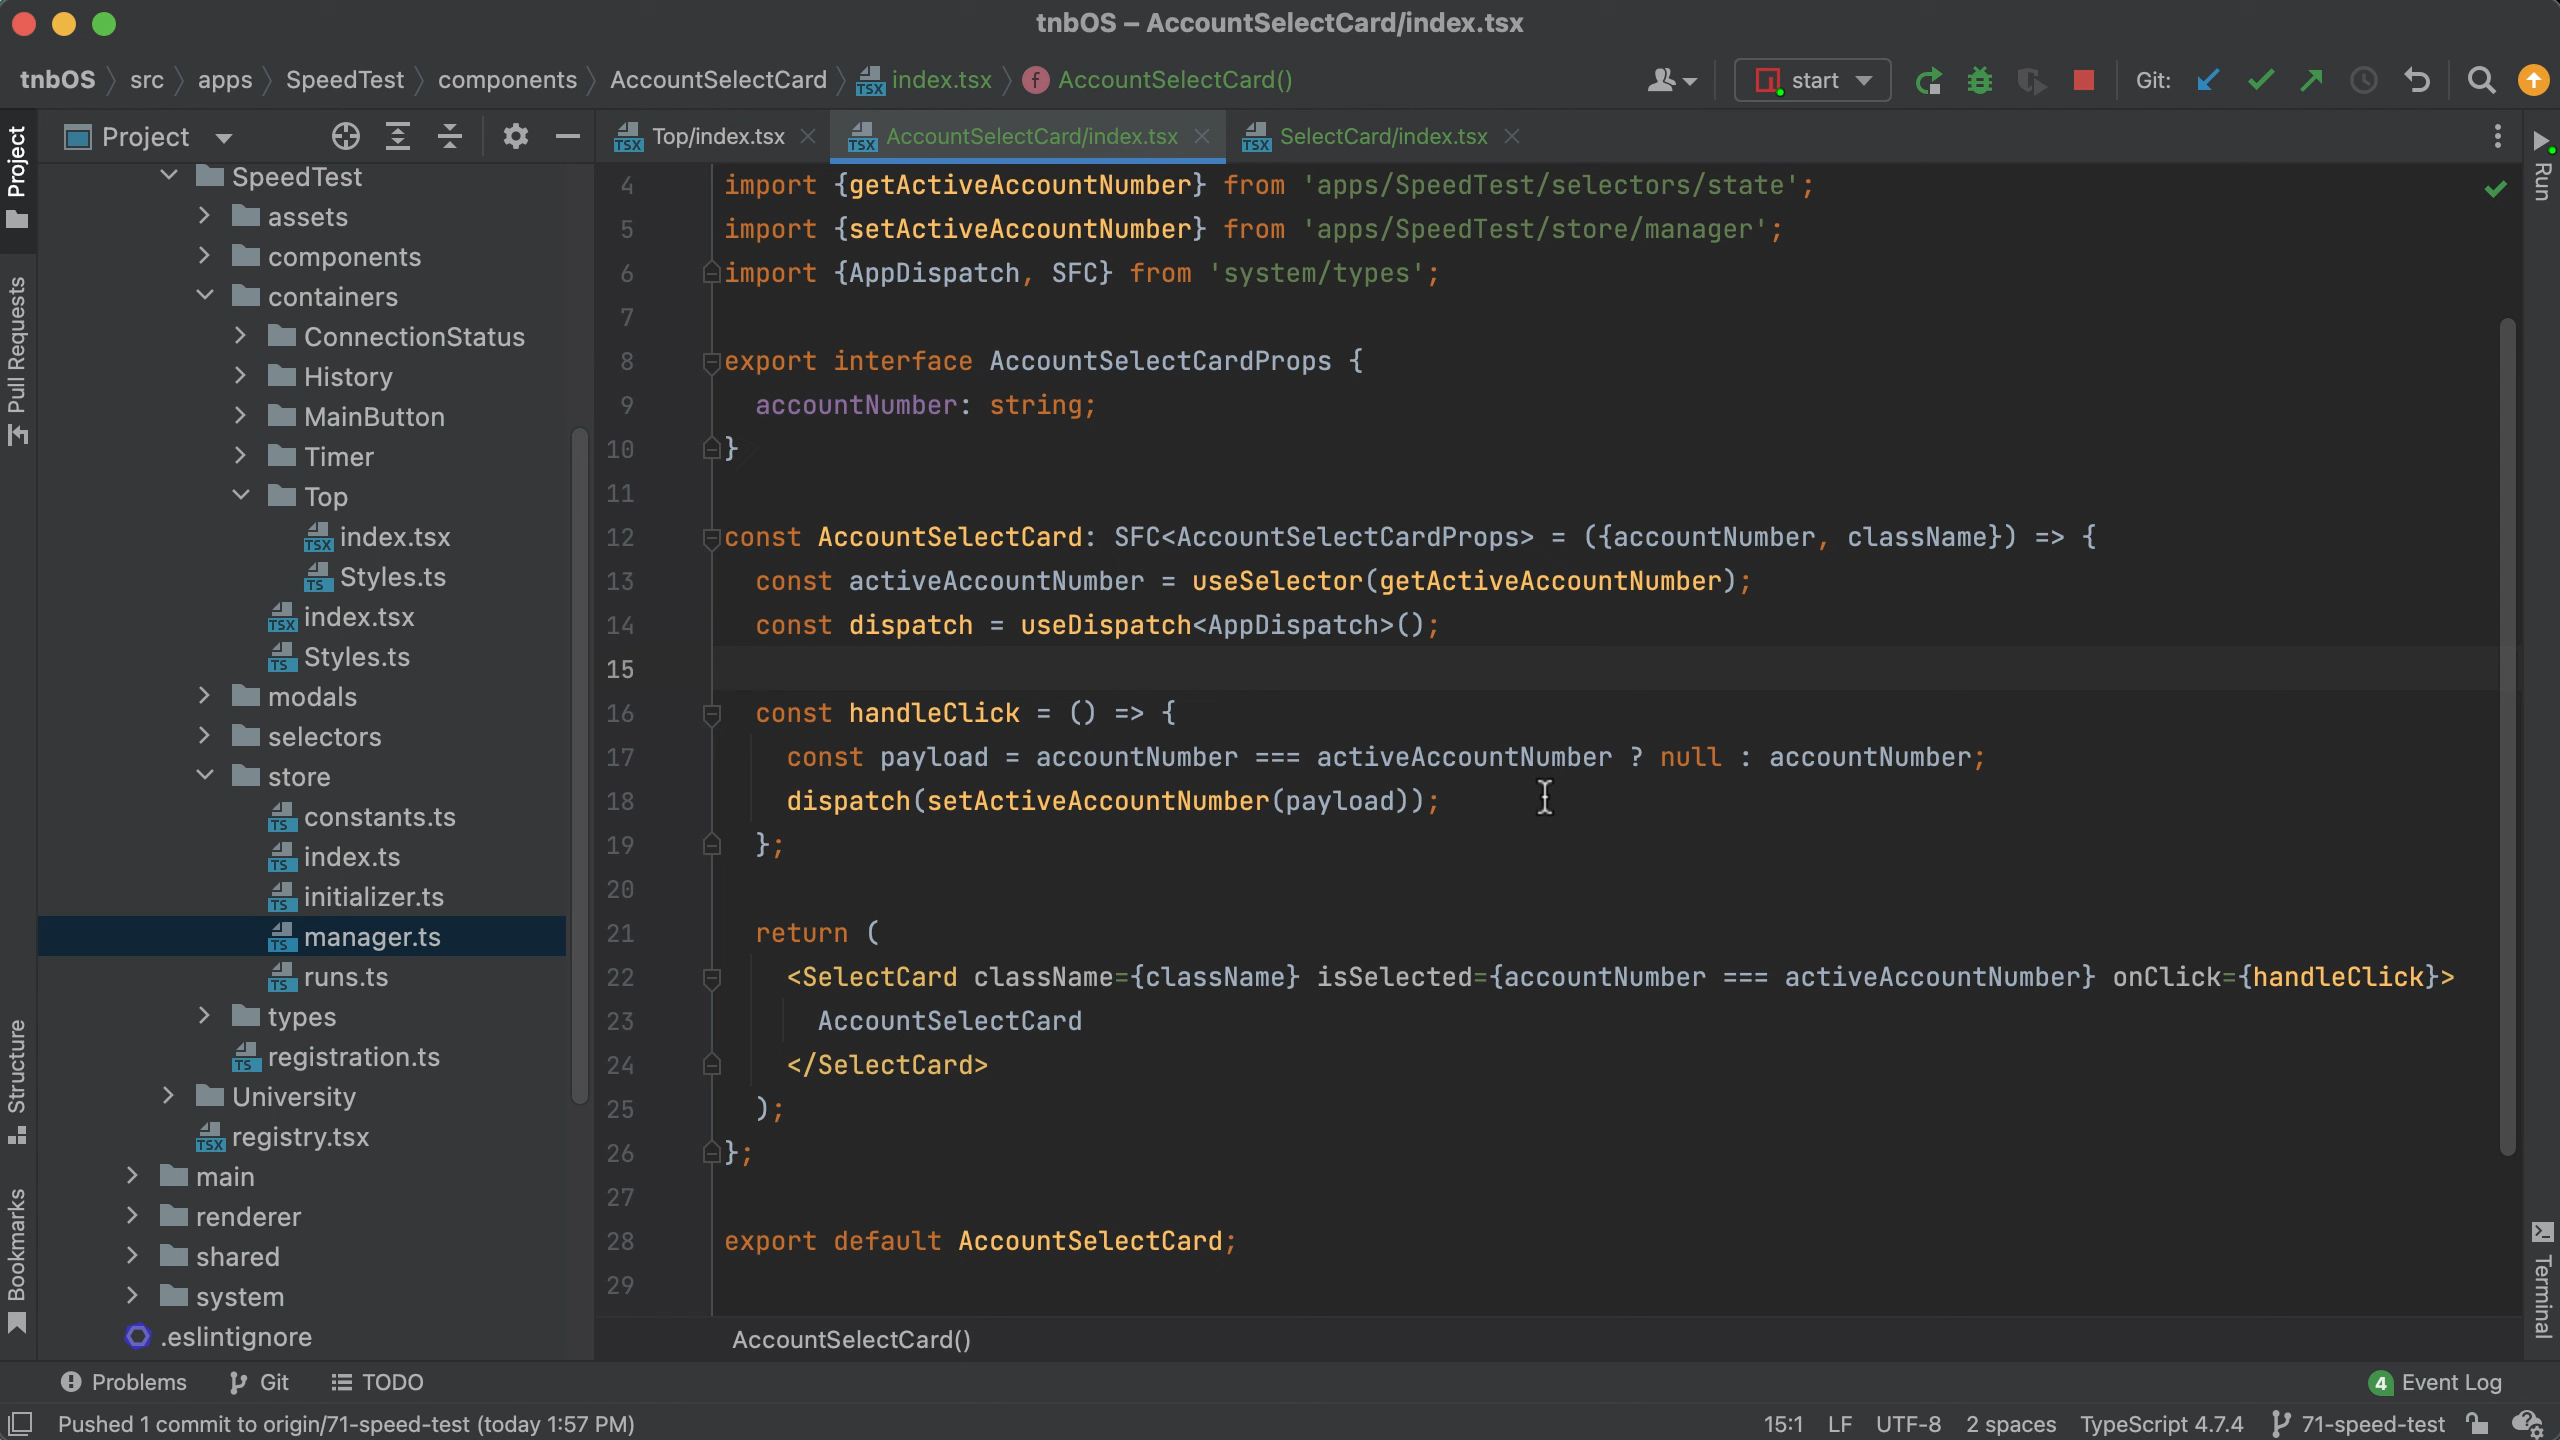 tnbOS – AccountSelectCard/index.tsx
tnbOS src apps SpeedTest components AccountSelectCard index.tsx AccountSelectCard()
start
Git:
Project
Top/index.tsx
AccountSelectCard/index.tsx
SelectCard/index.tsx
Project
Pull Requests
Structure
Bookmarks
SpeedTest
assets
components
containers
ConnectionStatus
History
MainButton
Timer
Top
index.tsx
Styles.ts
index.tsx
Styles.ts
modals
selectors
store
constants.ts
index.ts
initializer.ts
manager.ts
runs.ts
types
registration.ts
University
registry.tsx
main
renderer
shared
system
.eslintignore
4 import {getActiveAccountNumber} from 'apps/SpeedTest/selectors/state';
5 import {setActiveAccountNumber} from 'apps/SpeedTest/store/manager';
6 import {AppDispatch, SFC} from 'system/types';
7
8 export interface AccountSelectCardProps {
9 accountNumber: string;
10 }
11
12 const AccountSelectCard: SFC<AccountSelectCardProps> = ({accountNumber, className}) => {
13 const activeAccountNumber = useSelector(getActiveAccountNumber);
14 const dispatch = useDispatch<AppDispatch>();
15
16 const handleClick = () => {
17 const payload = accountNumber === activeAccountNumber ? null : accountNumber;
18 dispatch(setActiveAccountNumber(payload));
19 };
20
21 return (
22 <SelectCard className={className} isSelected={accountNumber === activeAccountNumber} onClick={handleClick}>
23 AccountSelectCard
24 </SelectCard>
25 );
26 };
27
28 export default AccountSelectCard;
29
AccountSelectCard()
Run
Terminal
Problems
Git
TODO
4 Event Log
Pushed 1 commit to origin/71-speed-test (today 1:57 PM)
15:1 LF UTF-8 2 spaces TypeScript 4.7.4 71-speed-test